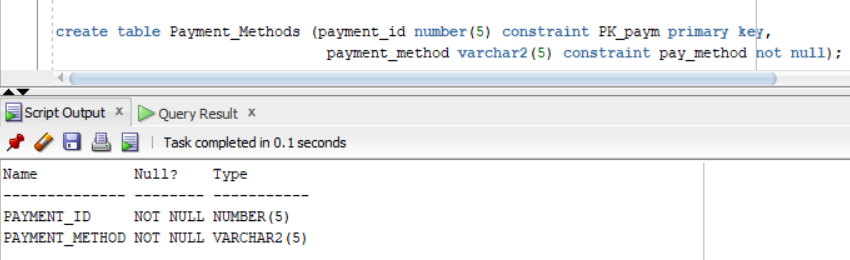 create table Payment_Methods (payment_id number(5) constraint PK_paym primary key,
payment_method varchar2(5) constraint pay_method not null);
Script Output x Query Result x
Task completed in 0.1 seconds
Name Null? Type
-------------- -------- -----------
PAYMENT_ID NOT NULL NUMBER(5)
PAYMENT_METHOD NOT NULL VARCHAR2(5)